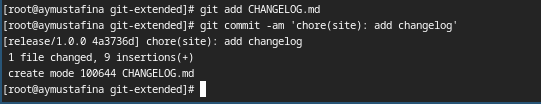 [root@aymustafina git-extended]# git add CHANGELOG.md
[root@aymustafina git-extended]# git commit -am 'chore(site): add changelog'
[release/1.0.0 4a3736d] chore(site): add changelog
 1 file changed, 9 insertions(+)
 create mode 100644 CHANGELOG.md
[root@aymustafina git-extended]#